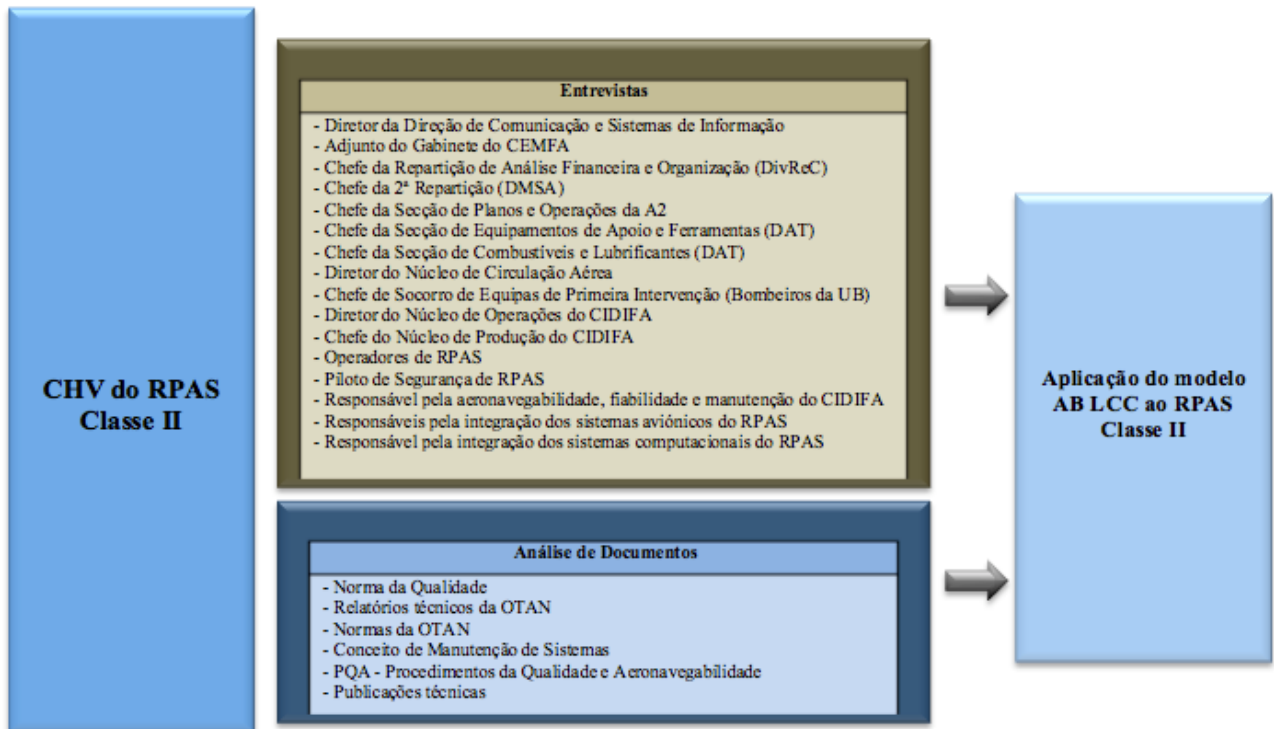 CHV do RPAS
Classe II
Entrevistas
- Diretor da Direção de Comunicação e Sistemas de Informação
- Adjunto do Gabinete do CEMFA
- Chefe da Repartição de Análise Financeira e Organização (DivReC)
- Chefe da 2ª Repartição (DMSA)
- Chefe da Secção de Planos e Operações da A2
- Chefe da Secção de Equipamentos de Apoio e Ferramentas (DAT)
- Chefe da Secção de Combustíveis e Lubrificantes (DAT)
- Diretor do Núcleo de Circulação Aérea
- Chefe de Socorro de Equipas de Primeira Intervenção (Bombeiros da UB)
- Diretor do Núcleo de Operações do CIDIFA
- Chefe do Núcleo de Produção do CIDIFA
- Operadores de RPAS
- Piloto de Segurança de RPAS
- Responsável pela aeronavegabilidade, fiabilidade e manutenção do CIDIFA
- Responsáveis pela integração dos sistemas aviónicos do RPAS
- Responsável pela integração dos sistemas computacionais do RPAS
Análise de Documentos
- Norma da Qualidade
- Relatórios técnicos da OTAN
- Normas da OTAN
- Conceito de Manutenção de Sistemas
- PQA - Procedimentos da Qualidade e Aeronavegabilidade
- Publicações técnicas
Aplicação do modelo
AB LCC ao RPAS
Classe II